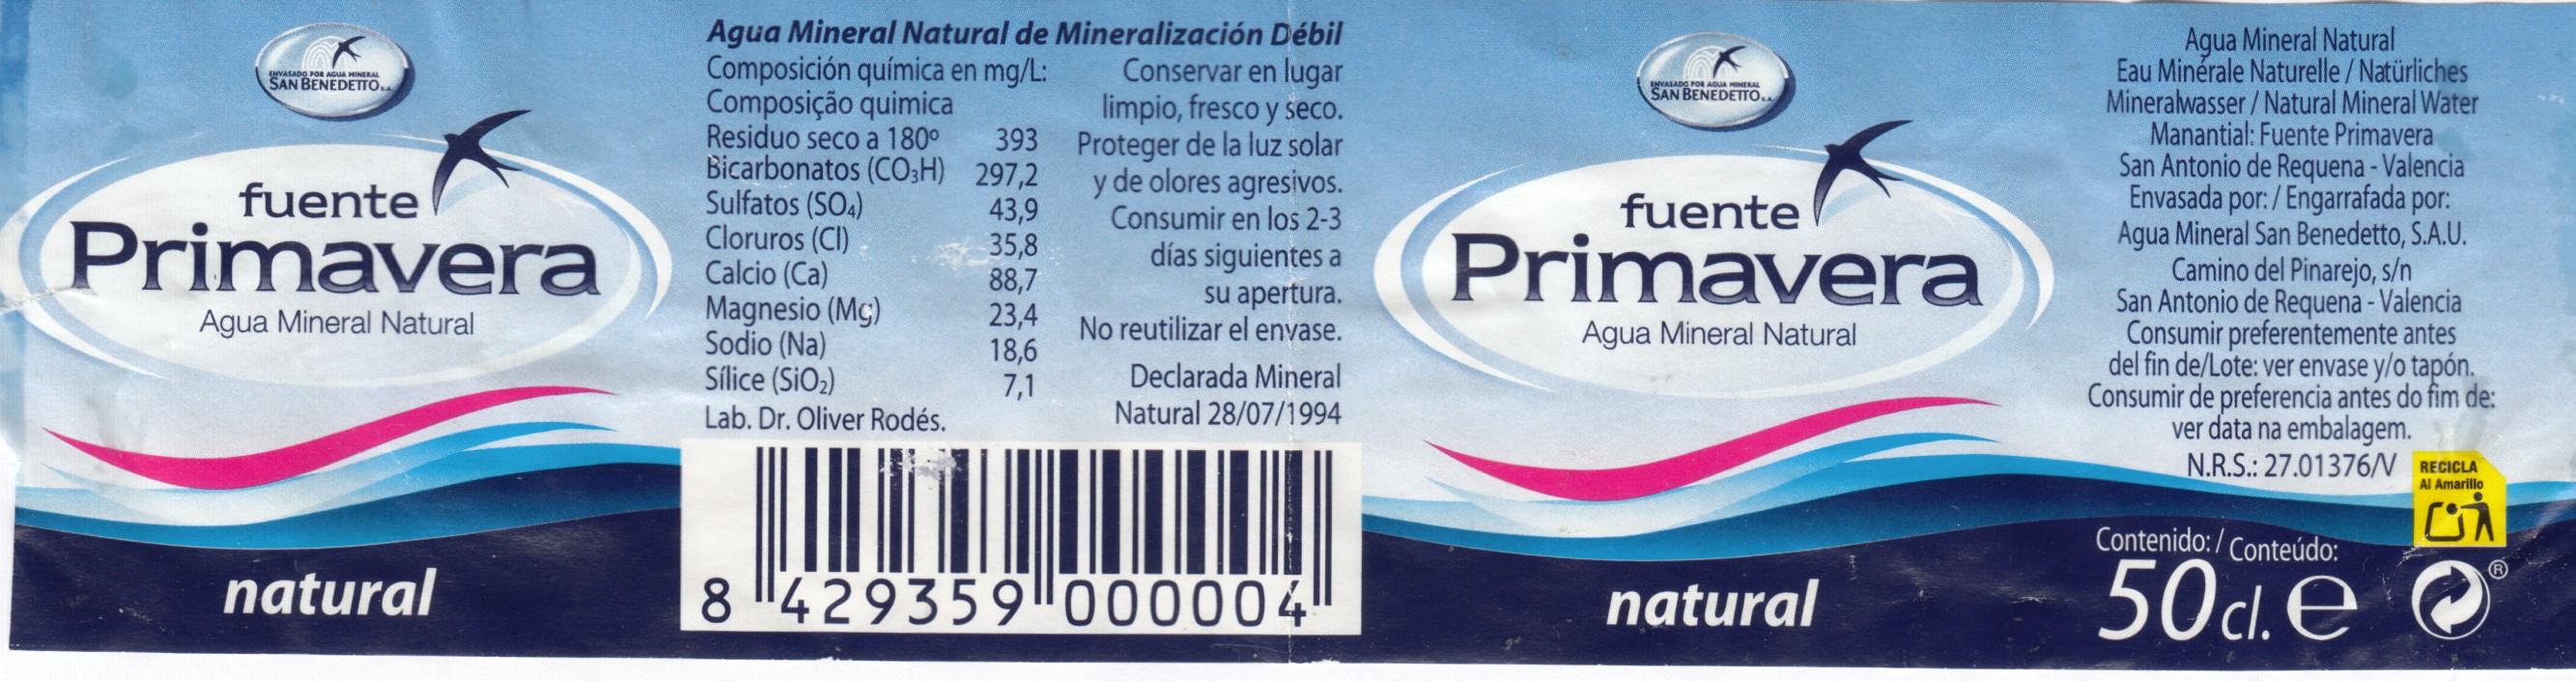 ENVASADO POR AGUA MINERAL
SAN BENEDETTO S.A.
fuente
Primavera
Agua Mineral Natural
natural
Agua Mineral Natural de Mineralización Débil
Composición química en mg/L:
Composição quimica
Residuo seco a 180º 393
Bicarbonatos (CO₃H) 297,2
Sulfatos (SO₄) 43,9
Cloruros (Cl) 35,8
Calcio (Ca) 88,7
Magnesio (Mg) 23,4
Sodio (Na) 18,6
Sílice (SiO₂) 7,1
Lab. Dr. Oliver Rodés.
Conservar en lugar
limpio, fresco y seco.
Proteger de la luz solar
y de olores agresivos.
Consumir en los 2-3
días siguientes a
su apertura.
No reutilizar el envase.
Declarada Mineral
Natural 28/07/1994
8 429359 000004
ENVASADO POR AGUA MINERAL
SAN BENEDETTO S.A.
fuente
Primavera
Agua Mineral Natural
natural
Agua Mineral Natural
Eau Minérale Naturelle / Natürliches
Mineralwasser / Natural Mineral Water
Manantial: Fuente Primavera
San Antonio de Requena - Valencia
Envasada por: / Engarrafada por:
Agua Mineral San Benedetto, S.A.U.
Camino del Pinarejo, s/n
San Antonio de Requena - Valencia
Consumir preferentemente antes
del fin de/Lote: ver envase y/o tapón.
Consumir de preferencia antes do fim de:
ver data na embalagem.
N.R.S.: 27.01376/V
RECICLA
Al Amarillo
Contenido: / Conteúdo:
50 cl. e
®